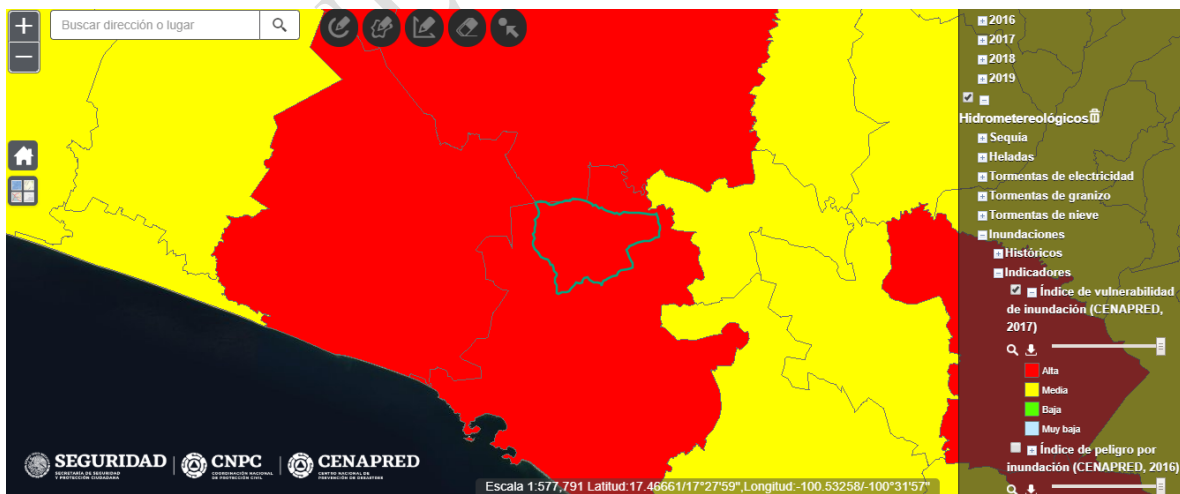 Buscar dirección o lugar
2016
2017
2018
2019
Hidrometereológicos
Sequía
Heladas
Tormentas de electricidad
Tormentas de granizo
Tormentas de nieve
Inundaciones
Históricos
Indicadores
Índice de vulnerabilidad
de inundación (CENAPRED,
2017)
Alta
Media
Baja
Muy baja
Índice de peligro por
inundación (CENAPRED, 2016)
SEGURIDAD
SECRETARÍA DE SEGURIDAD
Y PROTECCIÓN CIUDADANA
CNPC
COORDINACIÓN NACIONAL
DE PROTECCIÓN CIVIL
CENAPRED
CENTRO NACIONAL DE
PREVENCIÓN DE DESASTRES
Escala 1:577,791 Latitud:17.46661/17°27'59",Longitud:-100.53258/-100°31'57"